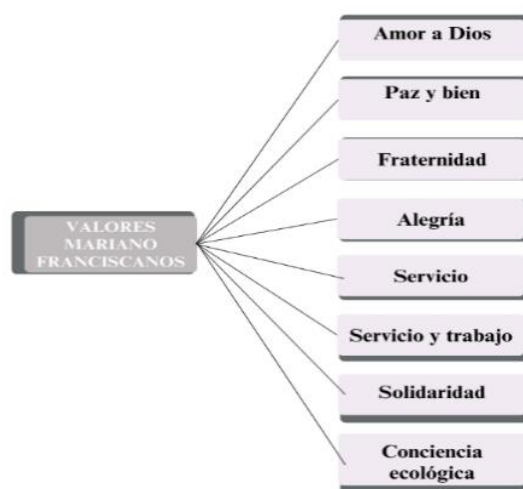 VALORES
MARIANO
FRANCISCANOS
Amor a Dios
Paz y bien
Fraternidad
Alegría
Servicio
Servicio y trabajo
Solidaridad
Conciencia
ecológica